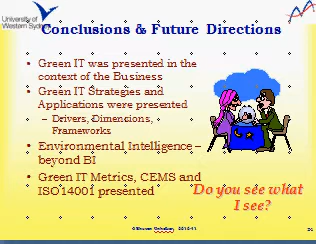 University of
Western Sydney
Conclusions & Future Directions
• Green IT was presented in the
context of the Business
• Green IT Strategies and
Applications were presented
– Drivers, Dimensions,
Frameworks
• Environmental Intelligence –
beyond BI
• Green IT Metrics, CEMS and
ISO14001 presented
Do you see what
I see?